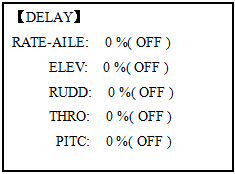 【DELAY】
RATE-AILE: 0 %( OFF )
ELEV: 0 %( OFF )
RUDD: 0 %( OFF )
THRO: 0 %( OFF )
PITC: 0 %( OFF )